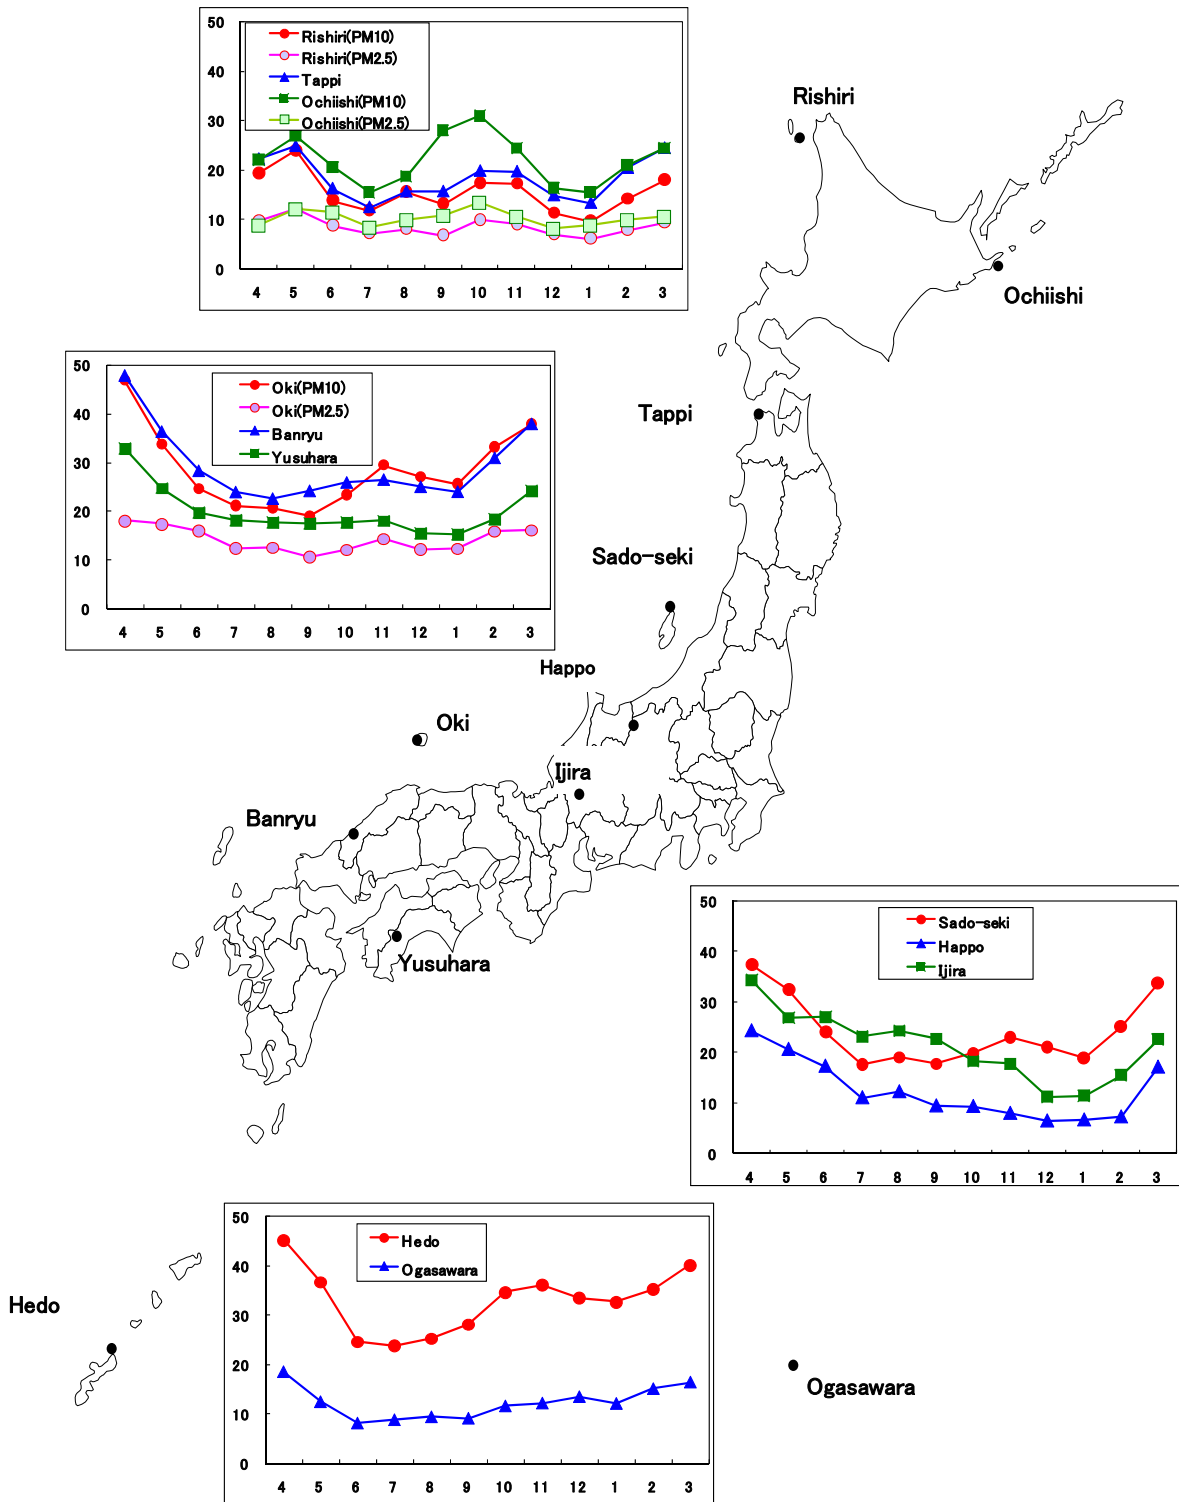 50
40
30
20
10
0
Rishiri(PM10)
Rishiri(PM2.5)
Tappi
Ochiishi(PM10)
Ochiishi(PM2.5)
4 5 6 7 8 9 10 11 12 1 2 3
Rishiri
Ochiishi
50
40
30
20
10
0
Oki(PM10)
Oki(PM2.5)
Banryu
Yusuhara
4 5 6 7 8 9 10 11 12 1 2 3
Tappi
Sado-seki
Happo
Oki
Ijira
Banryu
Yusuhara
50
40
30
20
10
0
Sado-seki
Happo
Ijira
4 5 6 7 8 9 10 11 12 1 2 3
50
40
30
20
10
0
Hedo
Ogasawara
4 5 6 7 8 9 10 11 12 1 2 3
Hedo
Ogasawara